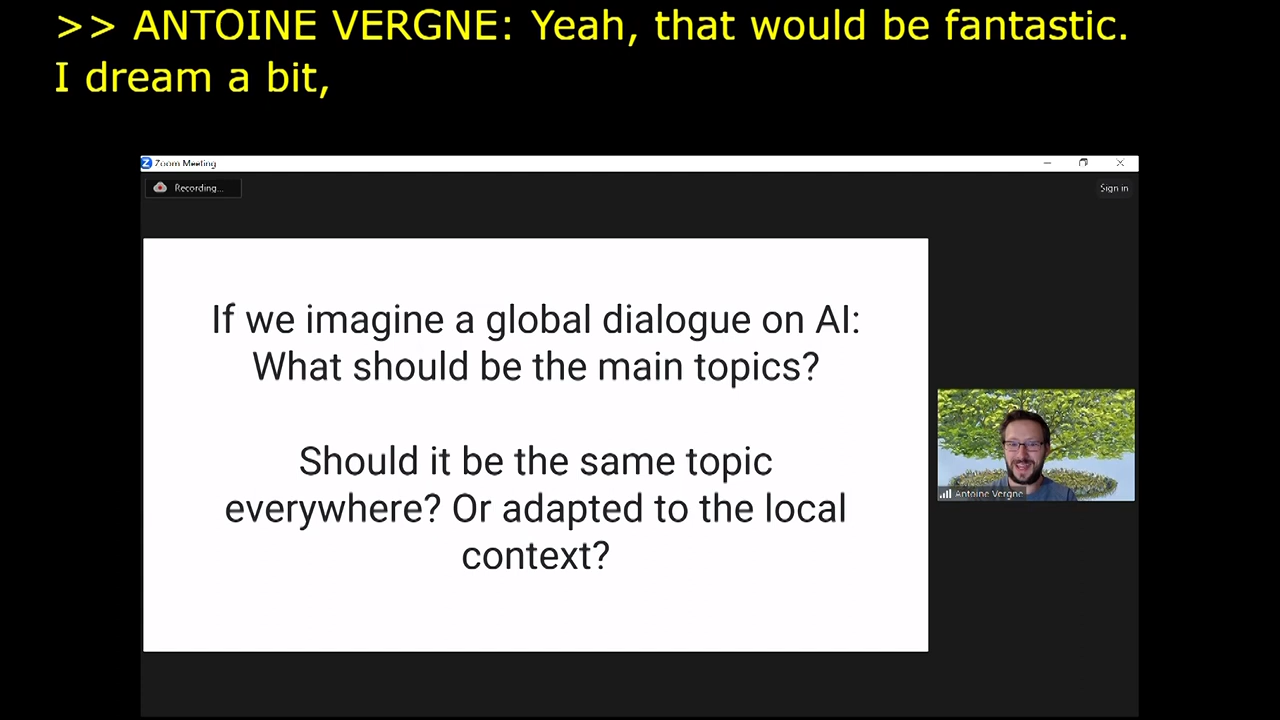 >> ANTOINE VERGNE: Yeah, that would be fantastic.
I dream a bit,
Zoom Meeting
Recording...
Sign in
If we imagine a global dialogue on AI:
What should be the main topics?
Should it be the same topic
everywhere? Or adapted to the local
context?
Antoine Vergne